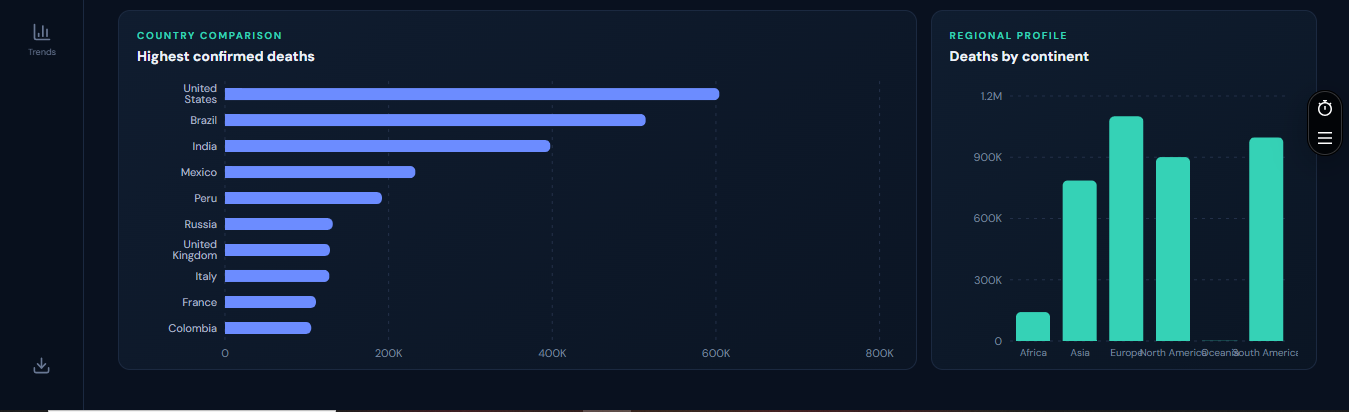 Trends
COUNTRY COMPARISON
Highest confirmed deaths
United
States
Brazil
India
Mexico
Peru
Russia
United
Kingdom
Italy
France
Colombia
0 200K 400K 600K 800K
REGIONAL PROFILE
Deaths by continent
1.2M
900K
600K
300K
0
Africa Asia Europe North America Oceania South America